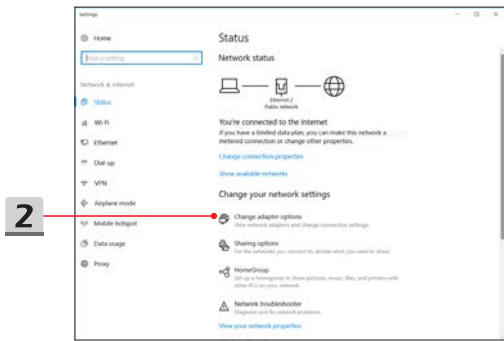 Settings
Home
Find a setting
Network & Internet
Status
Wi-Fi
Ethernet
Dial-up
VPN
Airplane mode
Mobile hotspot
Data usage
Proxy
2
Status
Network status
Ethernet 2
Public network
You're connected to the Internet
If you have a limited data plan, you can make this network a
metered connection or change other properties.
Change connection properties
Show available networks
Change your network settings
Change adapter options
View network adapters and change connection settings.
Sharing options
For the networks you connect to, decide what you want to share.
HomeGroup
Set up a homegroup to share pictures, music, files, and printers with
other PCs on your network.
Network troubleshooter
Diagnose and fix network problems.
View your network properties